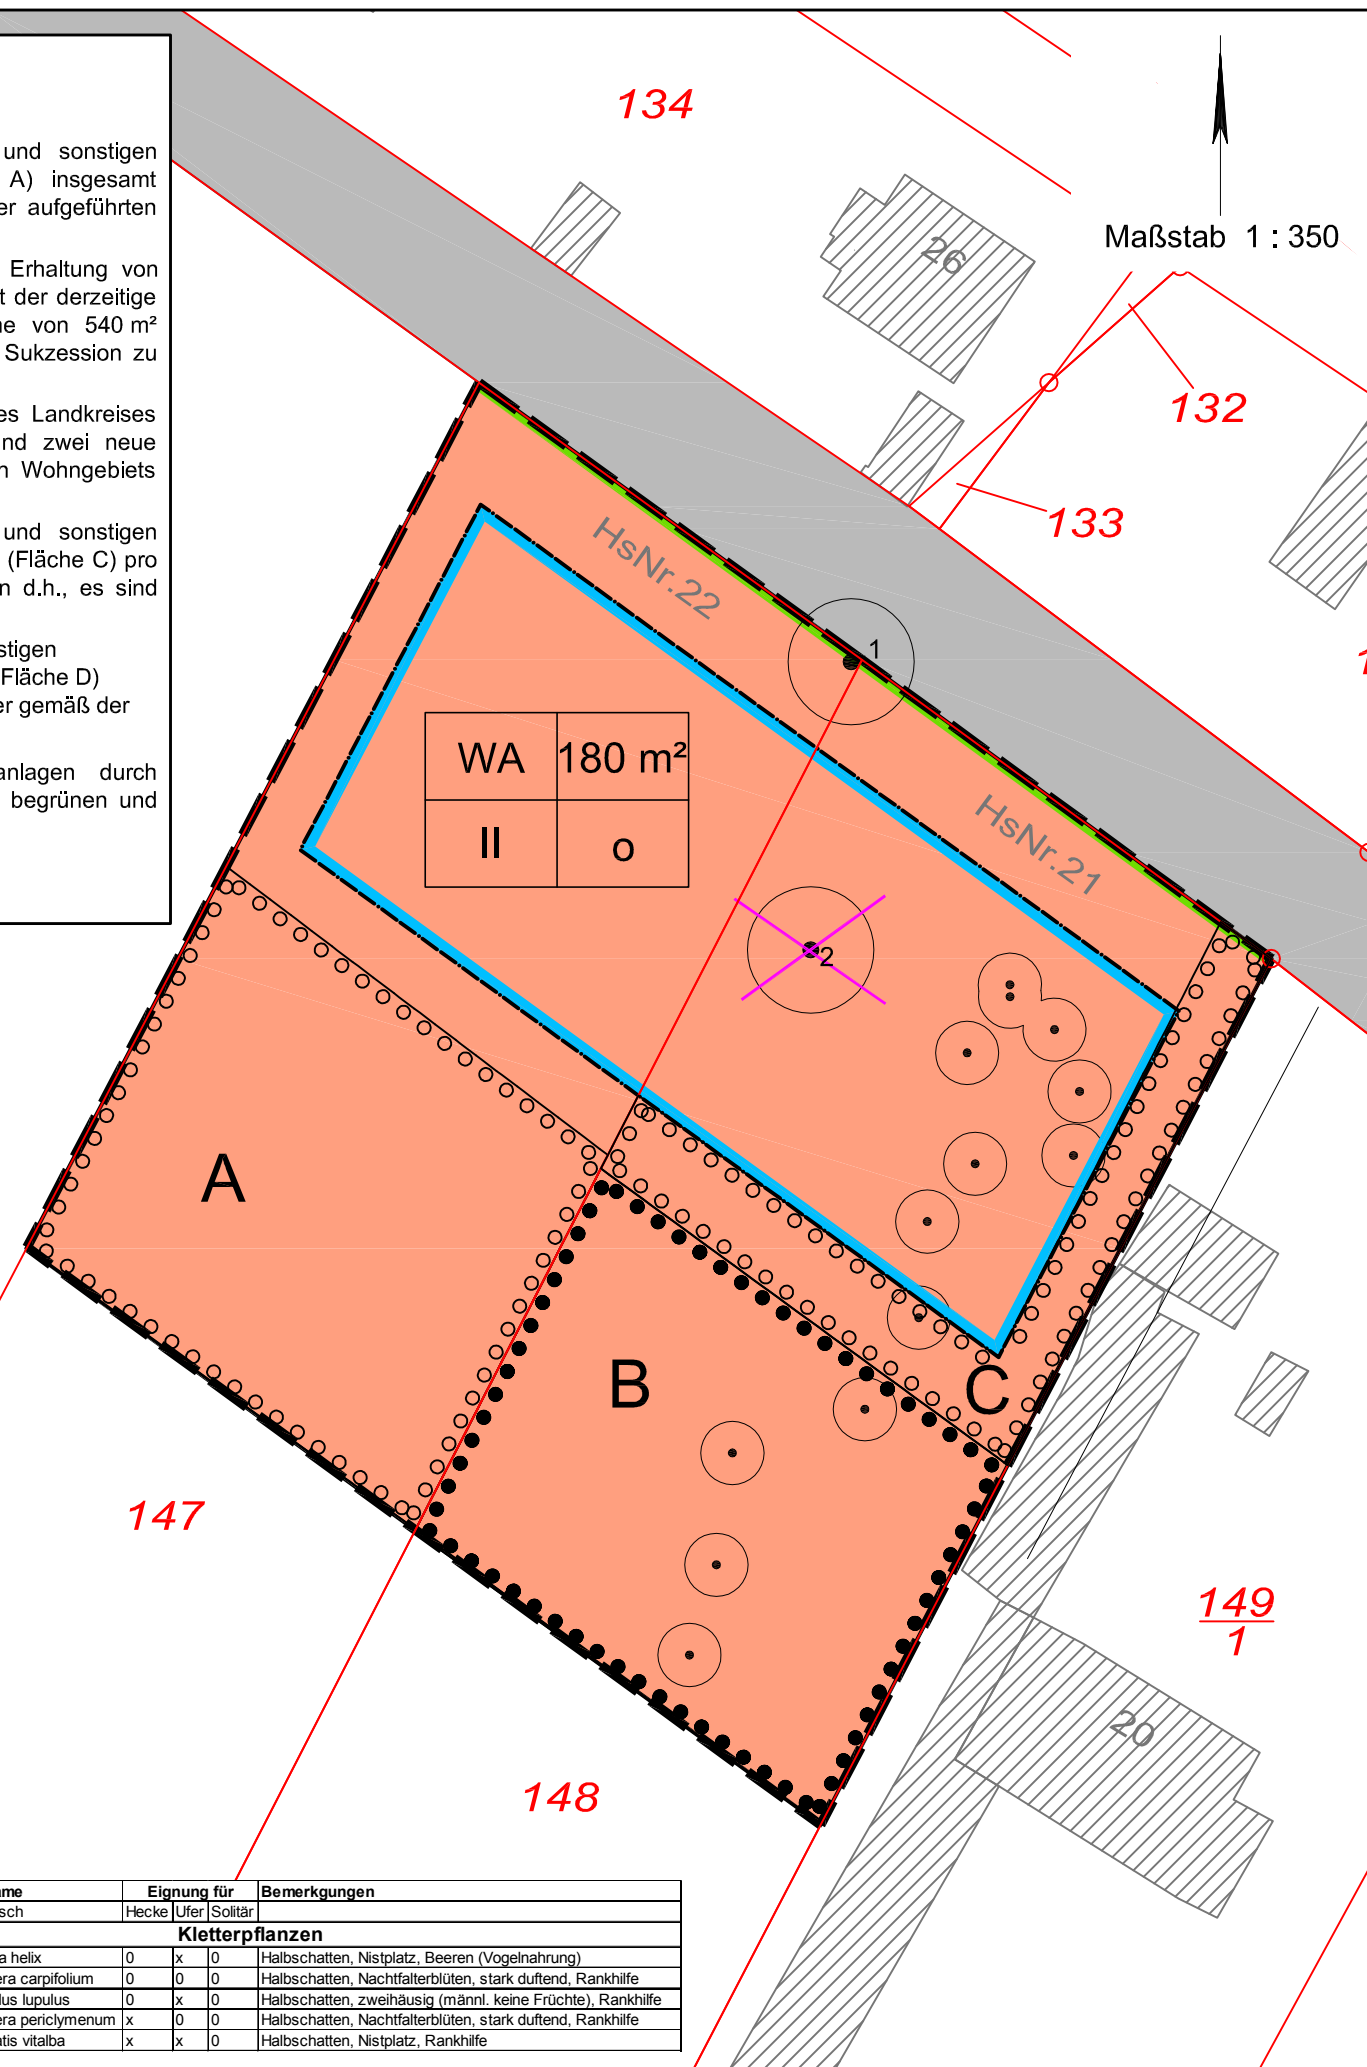 und sonstigen
A) insgesamt
er aufgeführten
Erhaltung von
t der derzeitige
ne von 540 m²
Sukzession zu
es Landkreises
nd zwei neue
n Wohngebiets
und sonstigen
(Fläche C) pro
n d.h., es sind
stigen
Fläche D)
er gemäß der
anlagen durch
begrünen und
134
26
Maßstab 1 : 350
132
133
HsNr.22
1
1
WA 180 m²
II o
HsNr.21
2
A
B
C
147
148
149
1
20
ame Eignung für Bemerkgungen
sch Hecke Ufer Solitär
Kletterpflanzen
a helix 0 x 0 Halbschatten, Nistplatz, Beeren (Vogelnahrung)
era carpifolium 0 0 0 Halbschatten, Nachtfalterblüten, stark duftend, Rankhilfe
lus lupulus 0 x 0 Halbschatten, zweihäusig (männl. keine Früchte), Rankhilfe
era periclymenum x 0 0 Halbschatten, Nachtfalterblüten, stark duftend, Rankhilfe
atis vitalba x x 0 Halbschatten, Nistplatz, Rankhilfe